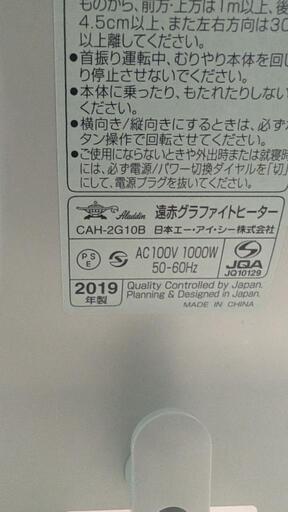 ものから、前方・上方は1m以上、後
4.5cm以上、また左右方向は30
以上離してください。
●首振り運転中、むりやり本体を回し
り停止させないでください。
●本体に乗ったり、もたれたりしない
ください。
●横向き/縦向きにするときは、必ず
タン操作で回転させてください。
●ご使用にならないときや外出時または就寝時
には、必ず電源/パワー切換ダイヤルを「切」
にして、電源プラグを抜いてください。
Aladdin 遠赤グラファイトヒーター
CAH-2G10B 日本エー・アイ・シー株式会社
PSE S AC100V 1000W
50-60Hz
JQA
JQ10129
2019
年製
Quality Controlled by Japan.
Planning & Designed in Japan.
MADE IN CHINA